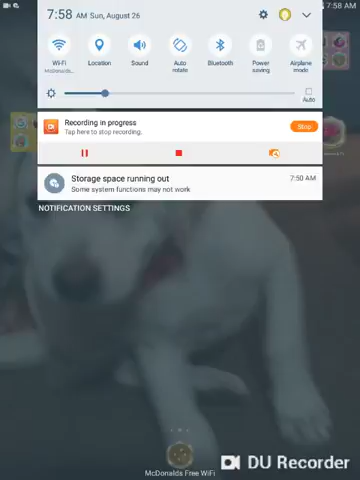 7:58 AM
7:58 AM Sun, August 26
Wi-Fi
Mcdonalds...
Location
Sound
Auto
rotate
Bluetooth
Power
saving
Airplane
mode
Auto
Recording in progress
Tap here to stop recording.
Stop
Storage space running out
7:50 AM
Some system functions may not work
NOTIFICATION SETTINGS
McDonalds Free WiFi
DU Recorder